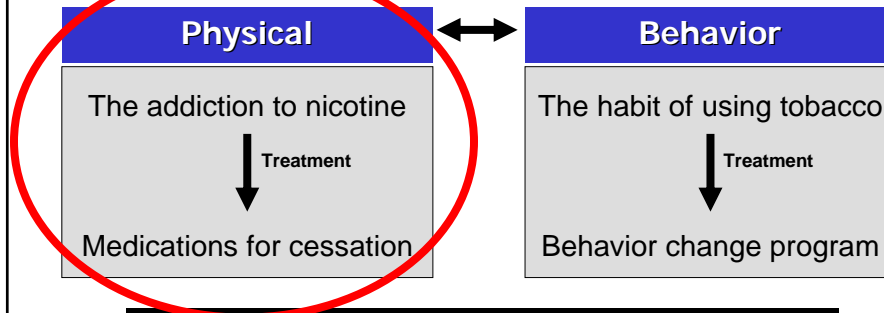 Physical
Behavior
The addiction to nicotine
Treatment
Medications for cessation
The habit of using tobacco
Treatment
Behavior change program